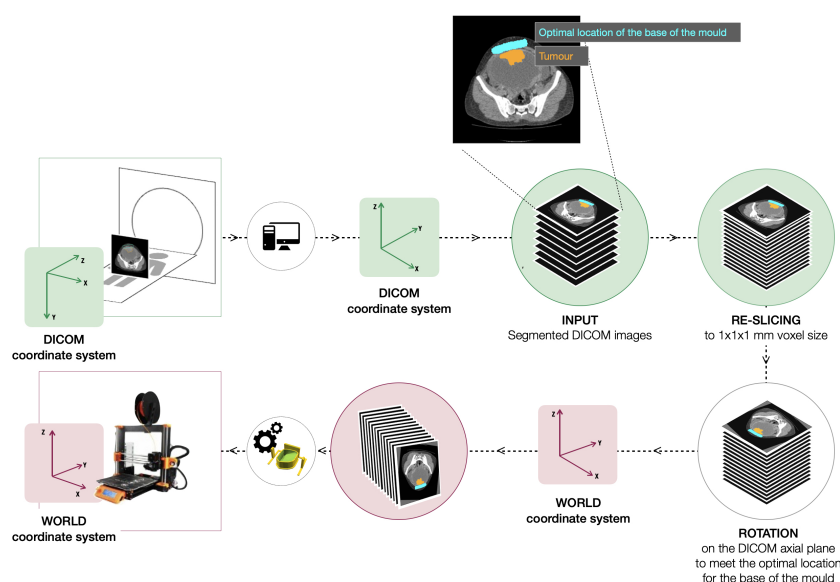 Optimal location of the base of the mould
Tumour
Z
X
Y
DICOM
coordinate system
Z
Y
X
DICOM
coordinate system
INPUT
Segmented DICOM images
RE-SLICING
to 1x1x1 mm voxel size
Z
Y
X
WORLD
coordinate system
Z
Y
X
WORLD
coordinate system
ROTATION
on the DICOM axial plane
to meet the optimal location
for the base of the mould